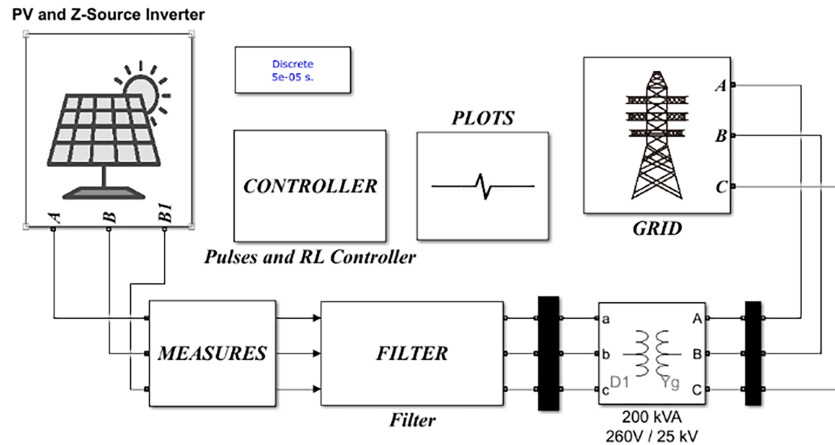 PV and Z-Source Inverter
A
B
B1
Discrete
5e-05 s.
CONTROLLER
Pulses and RL Controller
PLOTS
A
B
C
GRID
MEASURES
FILTER
Filter
a
b
c
D1
Yg
A
B
C
200 kVA
260V / 25 kV